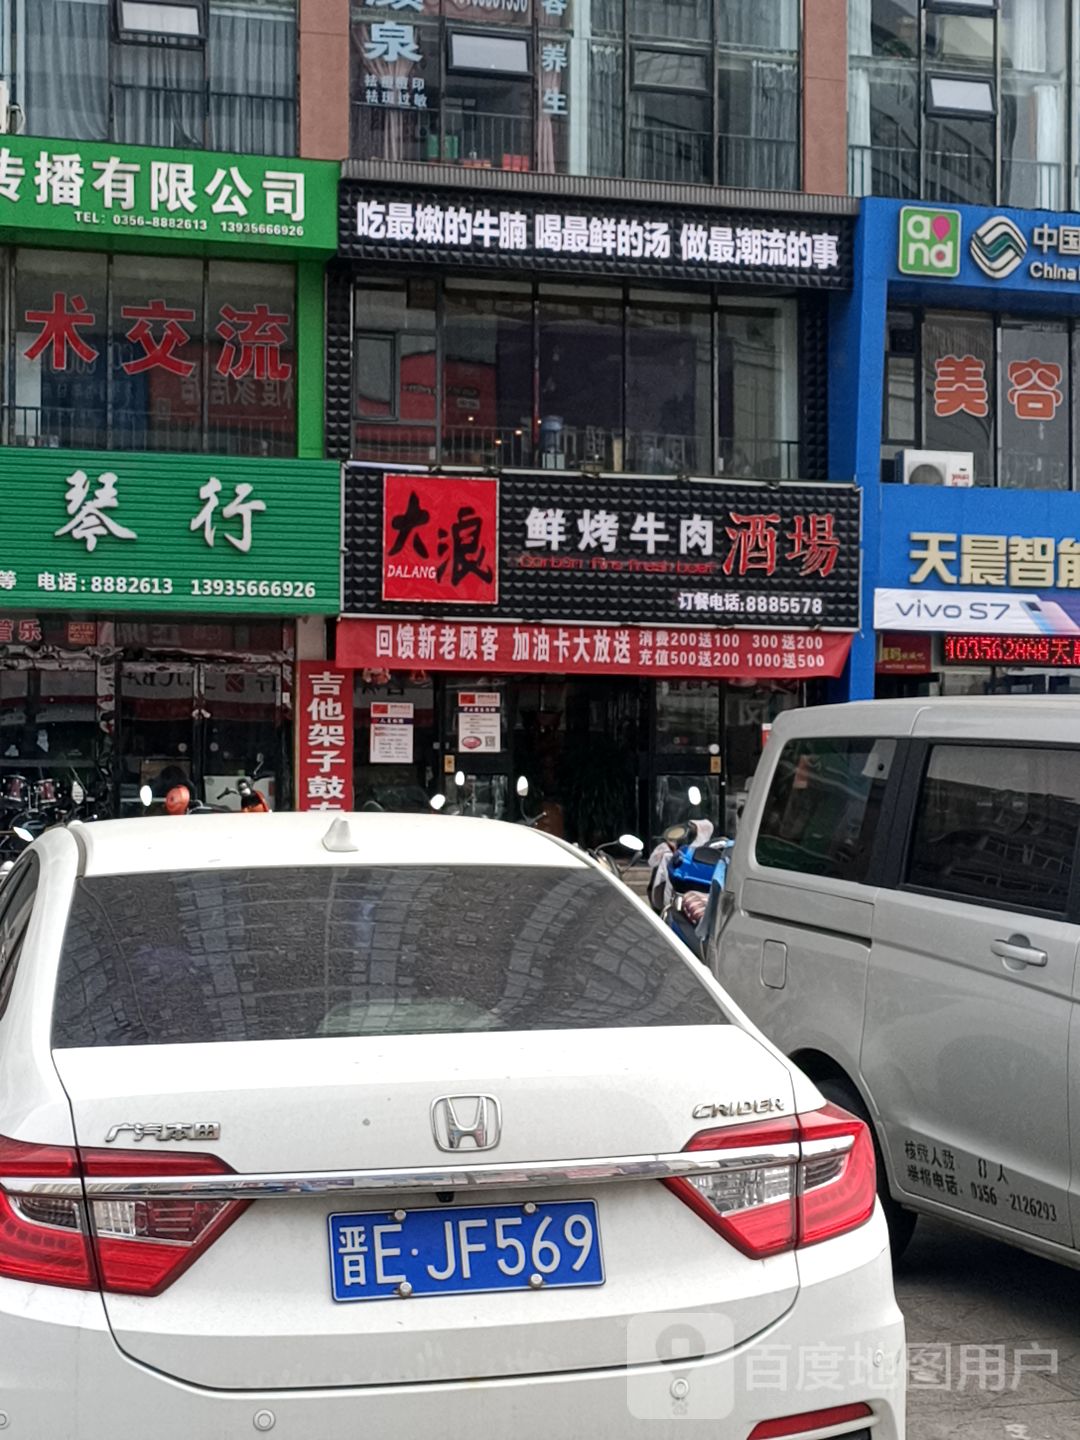 泉
养
生
祛痘印
祛斑过敏
传播有限公司
TEL: 0356-8882613 13935666926
吃最嫩的牛腩 喝最鲜的汤 做最潮流的事
and
中国
China
术交流
美容
琴行
等 电话:8882613 13935666926
大浪
DALANG
鲜烤牛肉酒場
订餐电话:8885578
天晨智能
vivo S7
管乐
回馈新老顾客 加油卡大放送 消费200送100 300送200
充值500送200 1000送500
吉他架子鼓
广汽本田
CRIDER
晋E·JF569
核载人数: 8人
举报电话:0356-2126293
百度地图用户